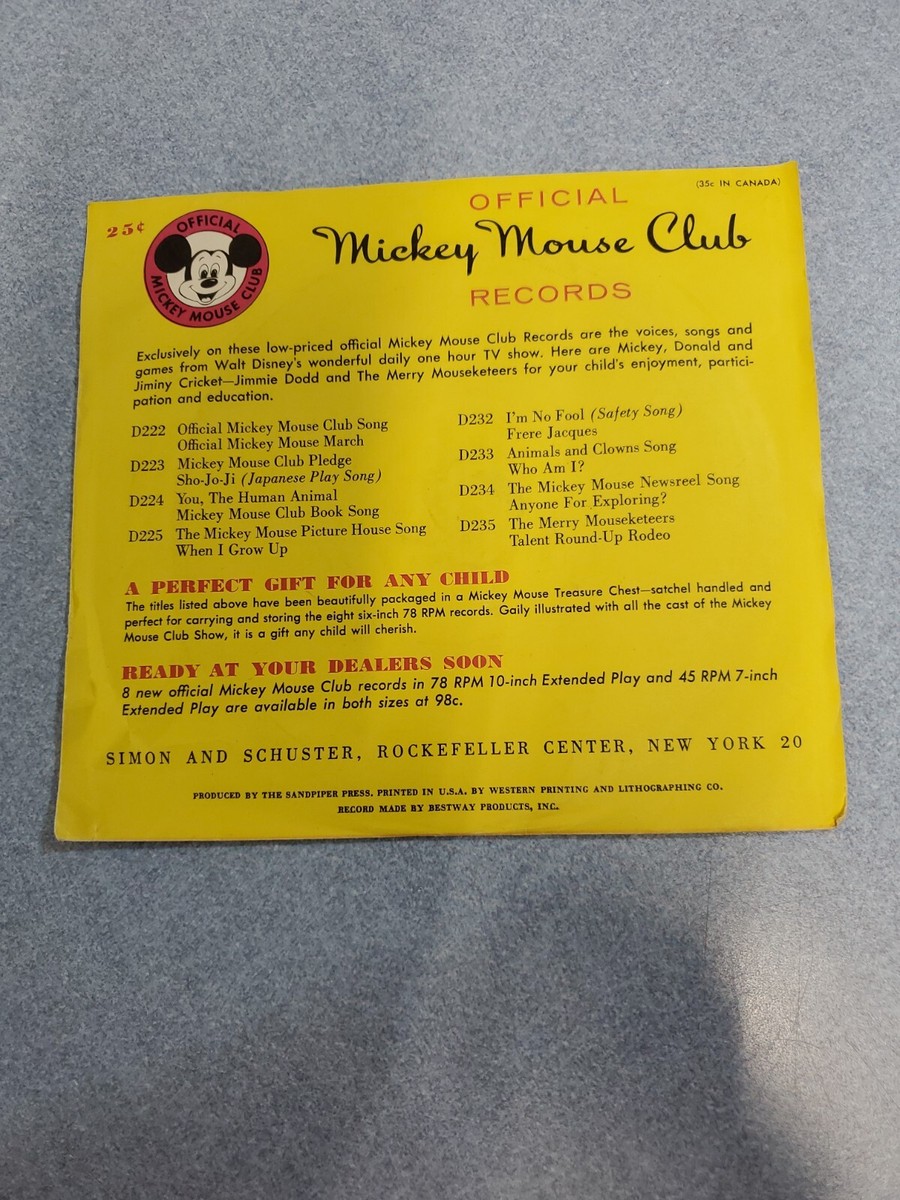 (35c IN CANADA)
25¢
OFFICIAL
MICKEY MOUSE CLUB
OFFICIAL
Mickey Mouse Club
RECORDS
Exclusively on these low-priced official Mickey Mouse Club Records are the voices, songs and
games from Walt Disney's wonderful daily one hour TV show. Here are Mickey, Donald and
Jiminy Cricket—Jimmie Dodd and The Merry Mouseketeers for your child's enjoyment, partici-
pation and education.
D222 Official Mickey Mouse Club Song
Official Mickey Mouse March
D223 Mickey Mouse Club Pledge
Sho-Jo-Ji (Japanese Play Song)
D224 You, The Human Animal
Mickey Mouse Club Book Song
D225 The Mickey Mouse Picture House Song
When I Grow Up
D232 I'm No Fool (Safety Song)
Frere Jacques
D233 Animals and Clowns Song
Who Am I?
D234 The Mickey Mouse Newsreel Song
Anyone For Exploring?
D235 The Merry Mouseketeers
Talent Round-Up Rodeo
A PERFECT GIFT FOR ANY CHILD
The titles listed above have been beautifully packaged in a Mickey Mouse Treasure Chest—satchel handled and
perfect for carrying and storing the eight six-inch 78 RPM records. Gaily illustrated with all the cast of the Mickey
Mouse Club Show, it is a gift any child will cherish.
READY AT YOUR DEALERS SOON
8 new official Mickey Mouse Club records in 78 RPM 10-inch Extended Play and 45 RPM 7-inch
Extended Play are available in both sizes at 98c.
SIMON AND SCHUSTER, ROCKEFELLER CENTER, NEW YORK 20
PRODUCED BY THE SANDPIPER PRESS. PRINTED IN U.S.A. BY WESTERN PRINTING AND LITHOGRAPHING CO.
RECORD MADE BY BESTWAY PRODUCTS, INC.